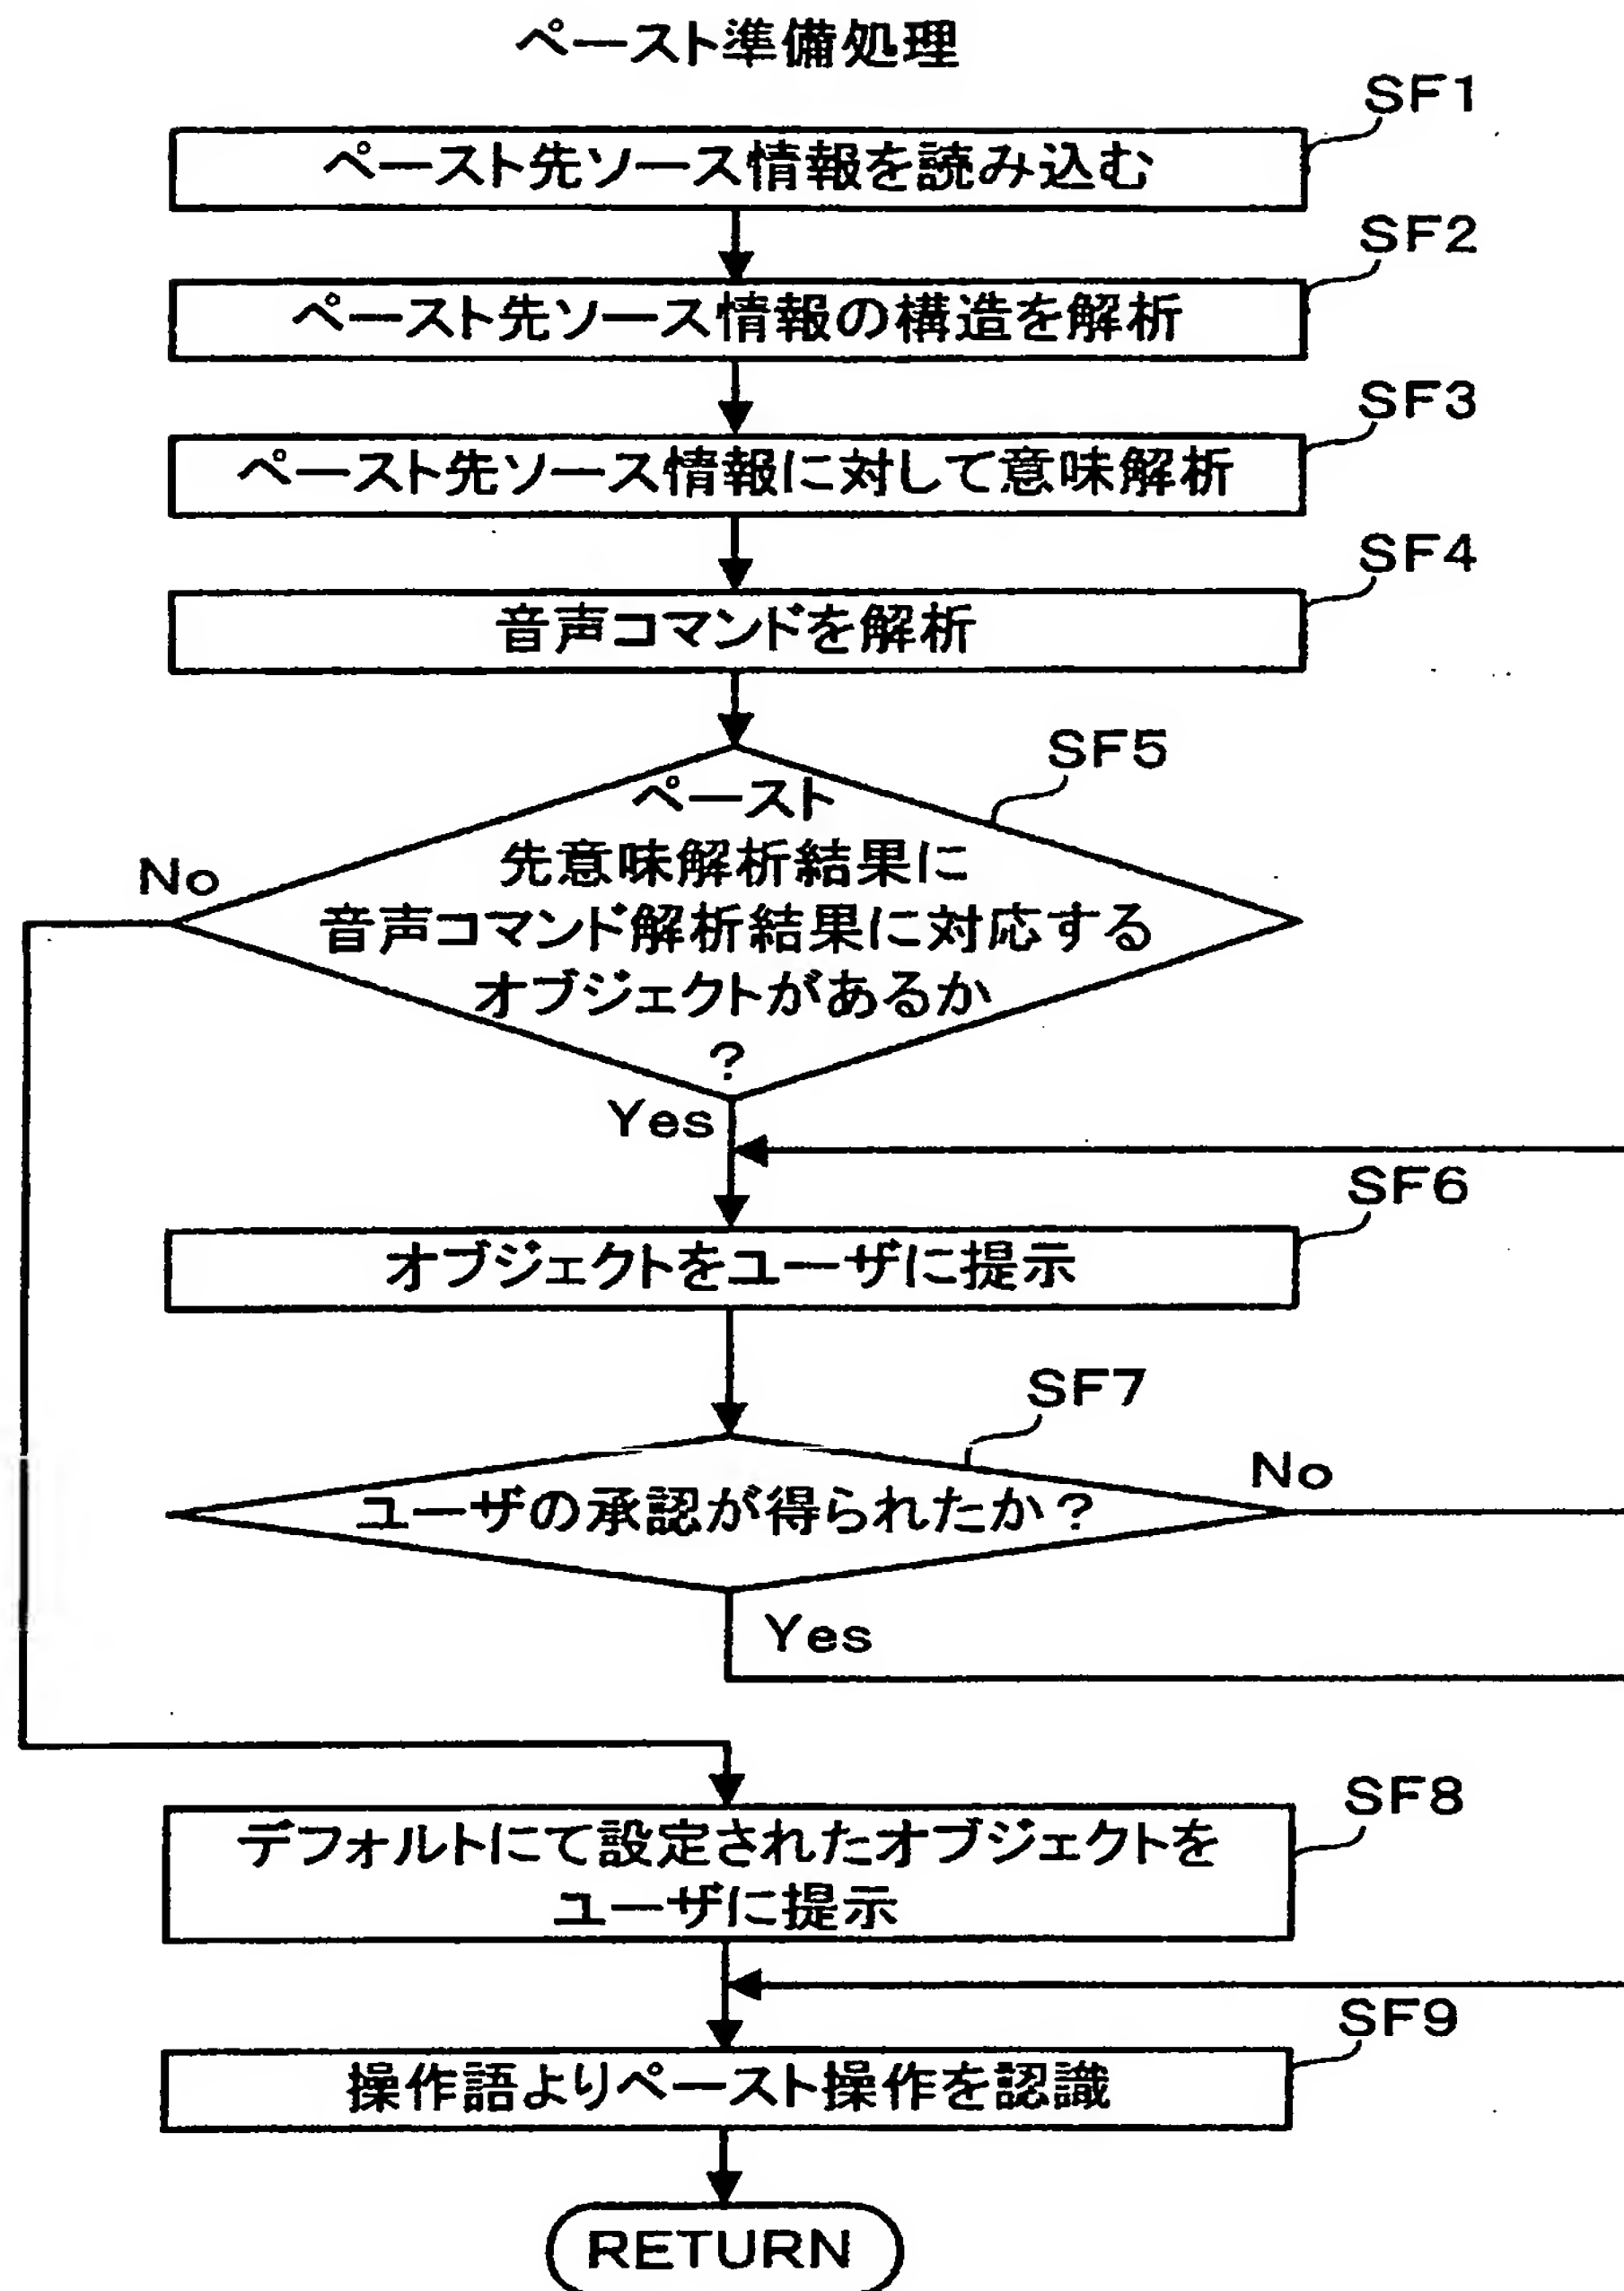 ペースト準備処理
SF1
ペースト先ソース情報を読み込む
SF2
ペースト先ソース情報の構造を解析
SF3
ペースト先ソース情報に対して意味解析
SF4
音声コマンドを解析
SF5
ペースト
先意味解析結果に
音声コマンド解析結果に対応する
オブジェクトがあるか
?
No
Yes
SF6
オブジェクトをユーザに提示
SF7
ユーザの承認が得られたか?
No
Yes
SF8
デフォルトにて設定されたオブジェクトを
ユーザに提示
SF9
操作語よりペースト操作を認識
RETURN